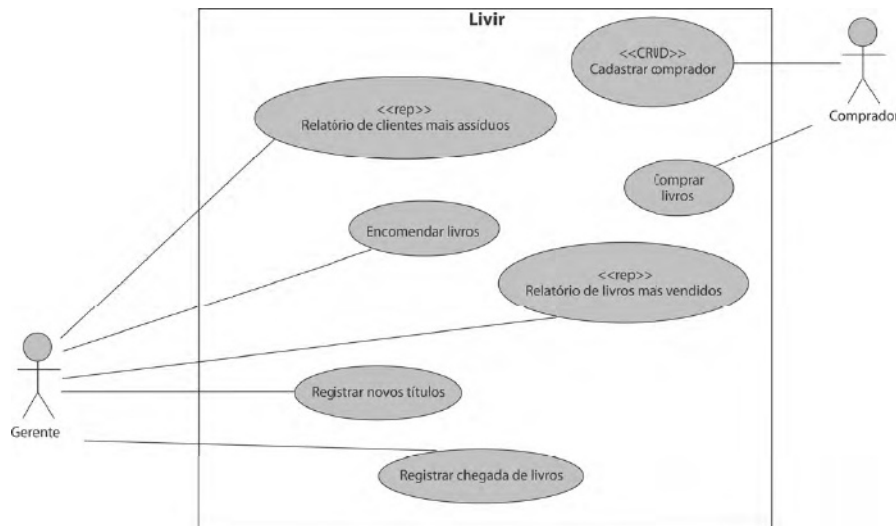 Livir
<<CRUD>>
Cadastrar comprador
Comprador
<<rep>>
Relatório de clientes mais assíduos
Comprar
livros
Encomendar livros
<<rep>>
Relatório de livros mas vendidos
Registrar novos títulos
Gerente
Registrar chegada de livros